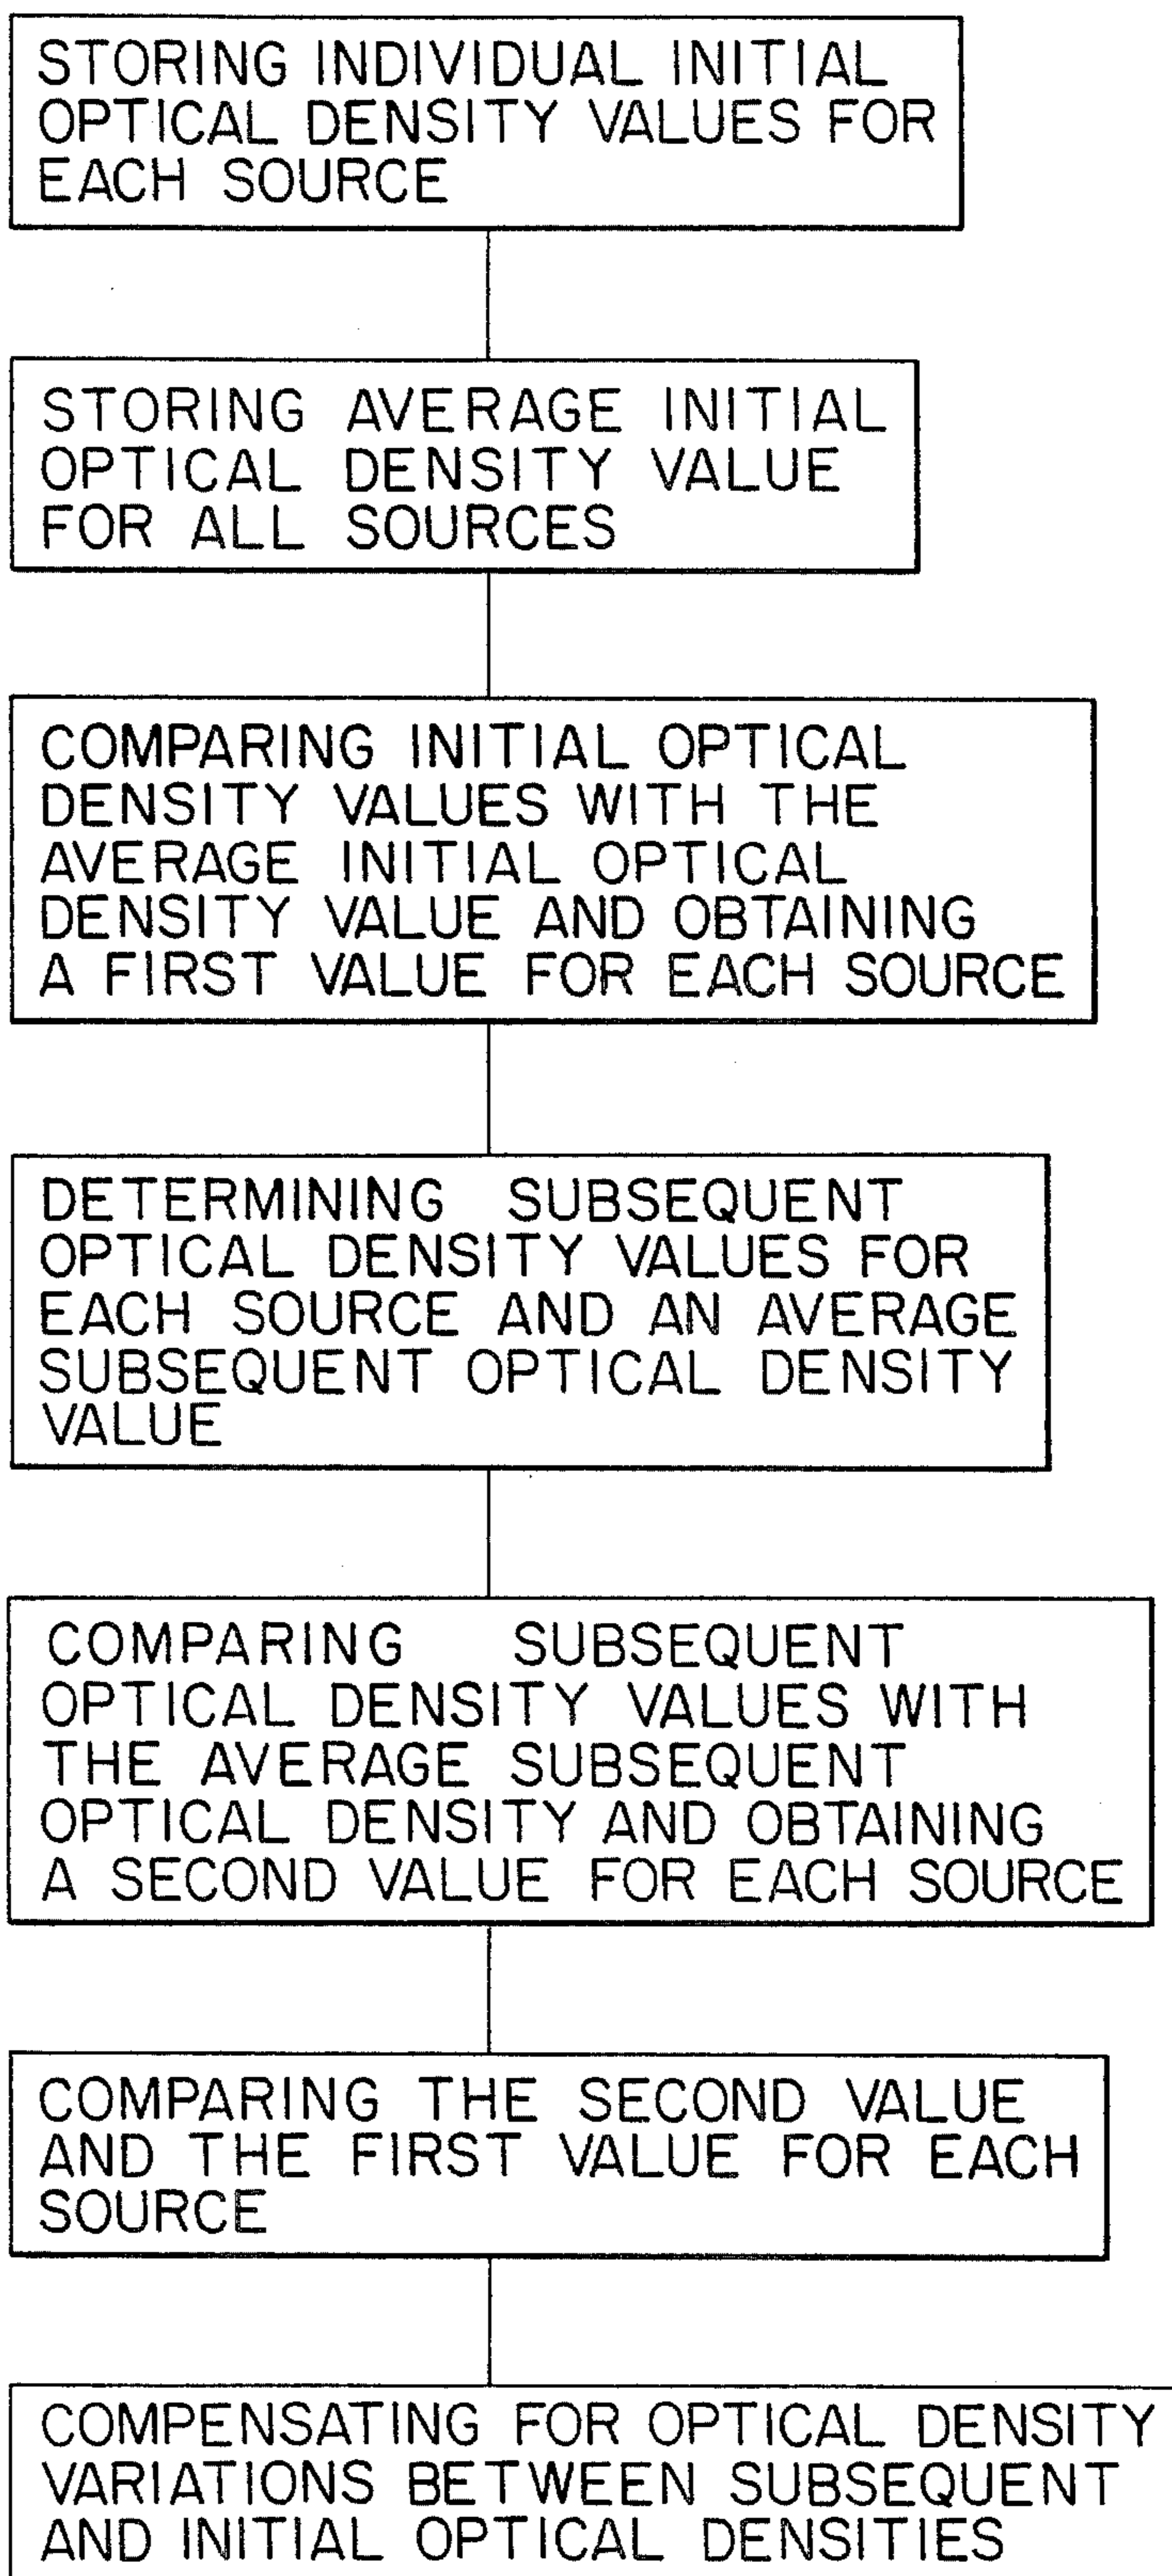 STORING INDIVIDUAL INITIAL
OPTICAL DENSITY VALUES FOR
EACH SOURCE
STORING AVERAGE INITIAL
OPTICAL DENSITY VALUE
FOR ALL SOURCES
COMPARING INITIAL OPTICAL
DENSITY VALUES WITH THE
AVERAGE INITIAL OPTICAL
DENSITY VALUE AND OBTAINING
A FIRST VALUE FOR EACH SOURCE
DETERMINING SUBSEQUENT
OPTICAL DENSITY VALUES FOR
EACH SOURCE AND AN AVERAGE
SUBSEQUENT OPTICAL DENSITY
VALUE
COMPARING SUBSEQUENT
OPTICAL DENSITY VALUES WITH
THE AVERAGE SUBSEQUENT
OPTICAL DENSITY AND OBTAINING
A SECOND VALUE FOR EACH SOURCE
COMPARING THE SECOND VALUE
AND THE FIRST VALUE FOR EACH
SOURCE
COMPENSATING FOR OPTICAL DENSITY
VARIATIONS BETWEEN SUBSEQUENT
AND INITIAL OPTICAL DENSITIES